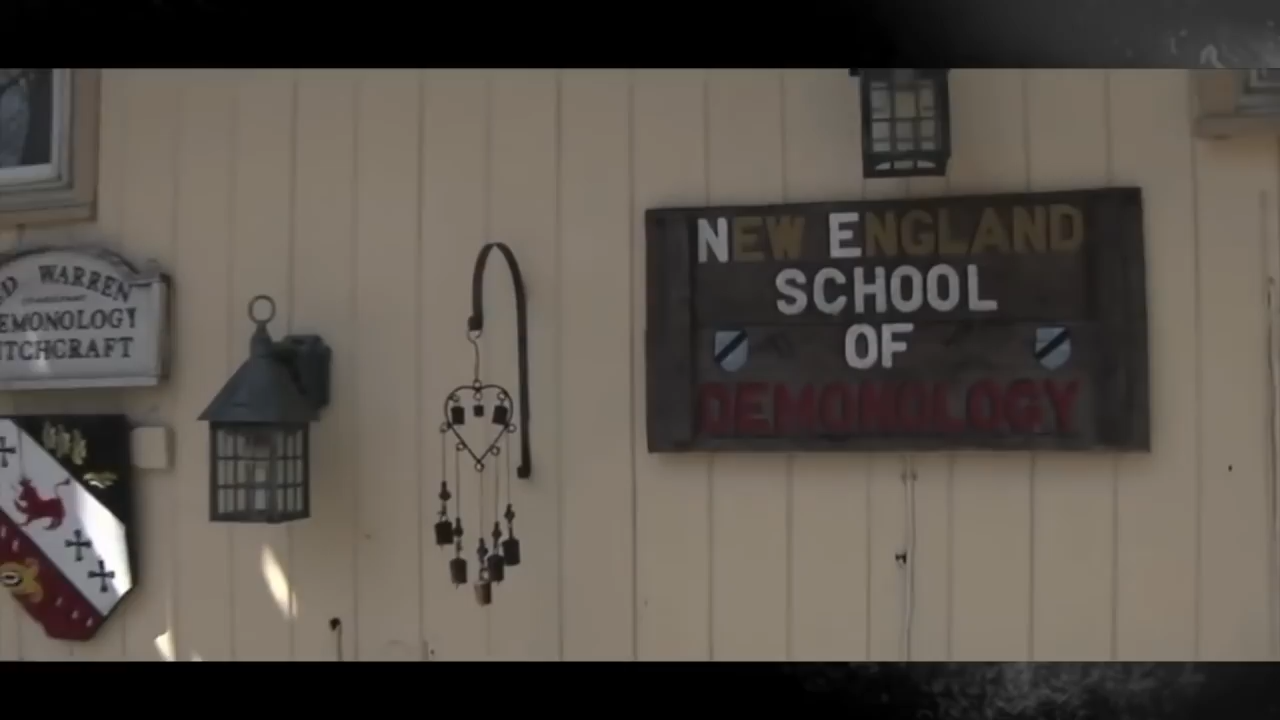 D WARREN
EMONOLOGY
ITCHCRAFT
NEW ENGLAND
SCHOOL
OF
DEMONOLOGY